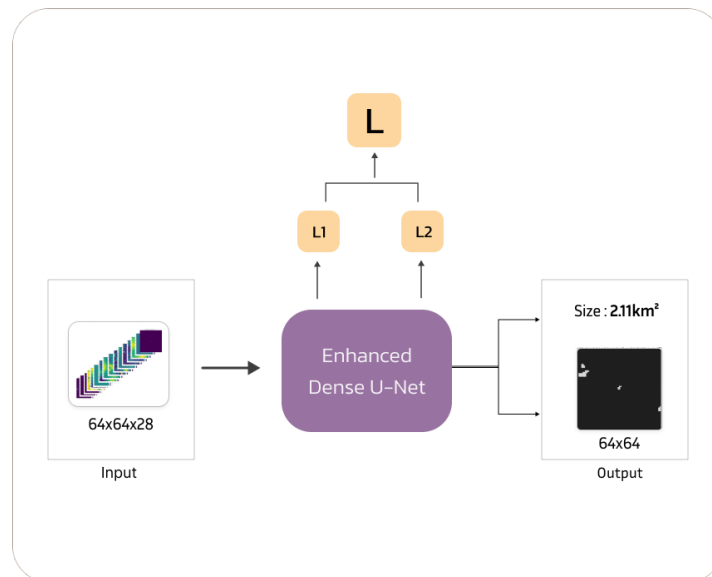 L
L1
L2
Enhanced
Dense U-Net
64x64x28
Input
Size : 2.11km²
64x64
Output